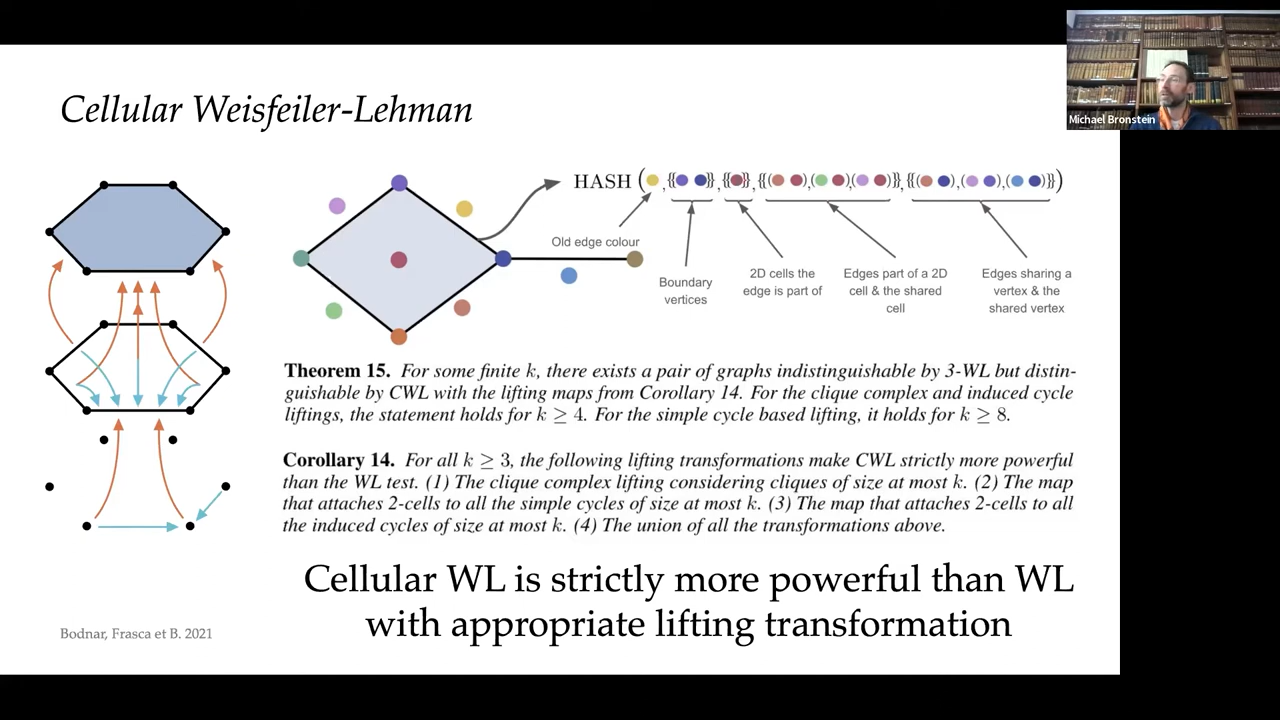 Michael Bronstein
Cellular Weisfeiler-Lehman
HASH ( ,{{ }},{{ }},{{( ),( ),( )}},{{( ),( ),( )}})
Old edge colour
Boundary
vertices
2D cells the
edge is part of
Edges part of a 2D
cell & the shared
cell
Edges sharing a
vertex & the
shared vertex
Theorem 15. For some finite k, there exists a pair of graphs indistinguishable by 3-WL but distin-
guishable by CWL with the lifting maps from Corollary 14. For the clique complex and induced cycle
liftings, the statement holds for k ≥ 4. For the simple cycle based lifting, it holds for k ≥ 8.
Corollary 14. For all k ≥ 3, the following lifting transformations make CWL strictly more powerful
than the WL test. (1) The clique complex lifting considering cliques of size at most k. (2) The map
that attaches 2-cells to all the simple cycles of size at most k. (3) The map that attaches 2-cells to all
the induced cycles of size at most k. (4) The union of all the transformations above.
Cellular WL is strictly more powerful than WL
with appropriate lifting transformation
Bodnar, Frasca et B. 2021